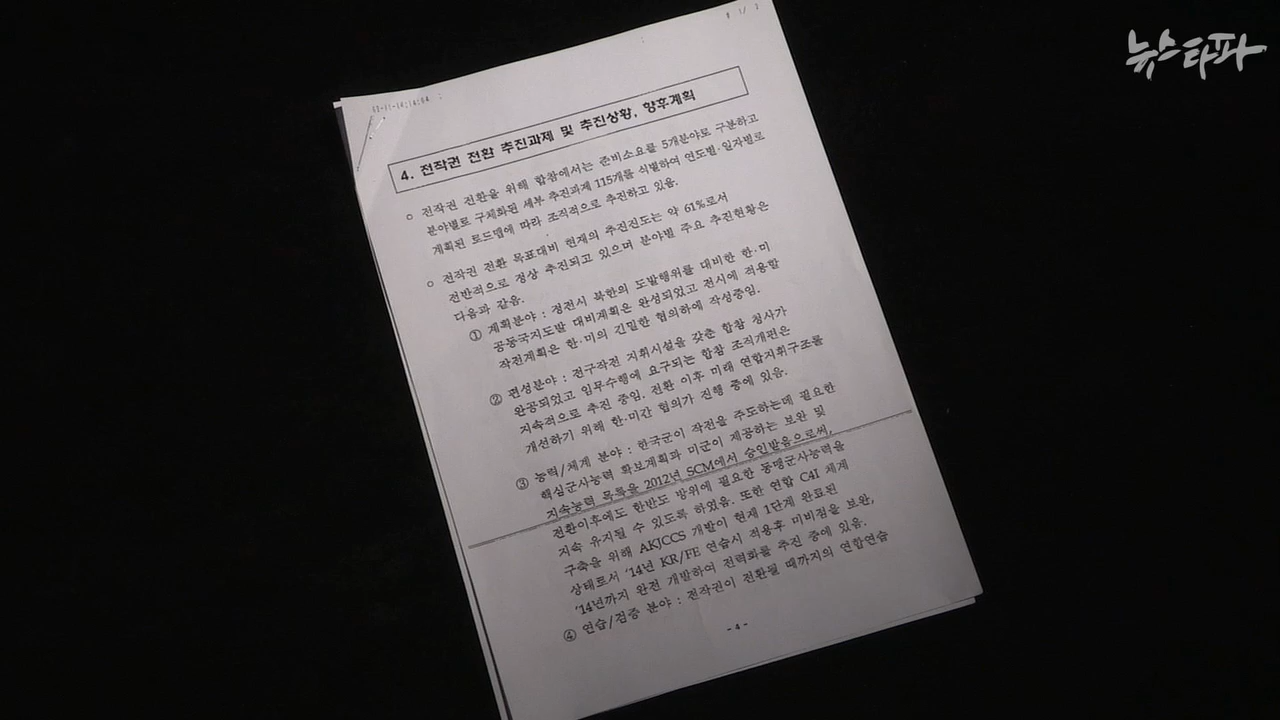 뉴스타파
4. 전작권 전환 추진과제 및 추진상황, 향후계획
○ 전작권 전환을 위해 합참에서는 준비소요를 5개분야로 구분하고
분야별로 구체화된 세부 추진과제 115개를 식별하여 연도별·일자별로
계획된 로드맵에 따라 조직적으로 추진하고 있음.
○ 전작권 전환 목표대비 현재의 추진진도는 약 61%로서
전반적으로 정상 추진되고 있으며 분야별 주요 추진현황은
다음과 같음.
① 계획분야 : 정전시 북한의 도발행위를 대비한 한·미
공동국지도발 대비계획은 완성되었고 전시에 적용할
작전계획은 한·미의 긴밀한 협의하에 작성중임.
② 편성분야 : 전구작전 지휘시설을 갖춘 합참 청사가
완공되었고 임무수행에 요구되는 합참 조직개편은
지속적으로 추진 중임. 전환 이후 미래 연합지휘구조를
개선하기 위해 한·미간 협의가 진행 중에 있음.
③ 능력/체계 분야 : 한국군이 작전을 주도하는데 필요한
핵심군사능력 확보계획과 미군이 제공하는 보완 및
지속능력 목록을 2012년 SCM에서 승인받음으로써,
전환이후에도 한반도 방위에 필요한 동맹군사능력을
지속 유지될 수 있도록 하였음. 또한 연합 C4I 체계
구축을 위해 AKJCCS 개발이 현재 1단계 완료된
상태로서 '14년 KR/FE 연습시 적용후 미비점을 보완,
'14년까지 완전 개발하여 전력화를 추진 중에 있음.
④ 연습/검증 분야 : 전작권이 전환될 때까지의 연합연습
- 4 -